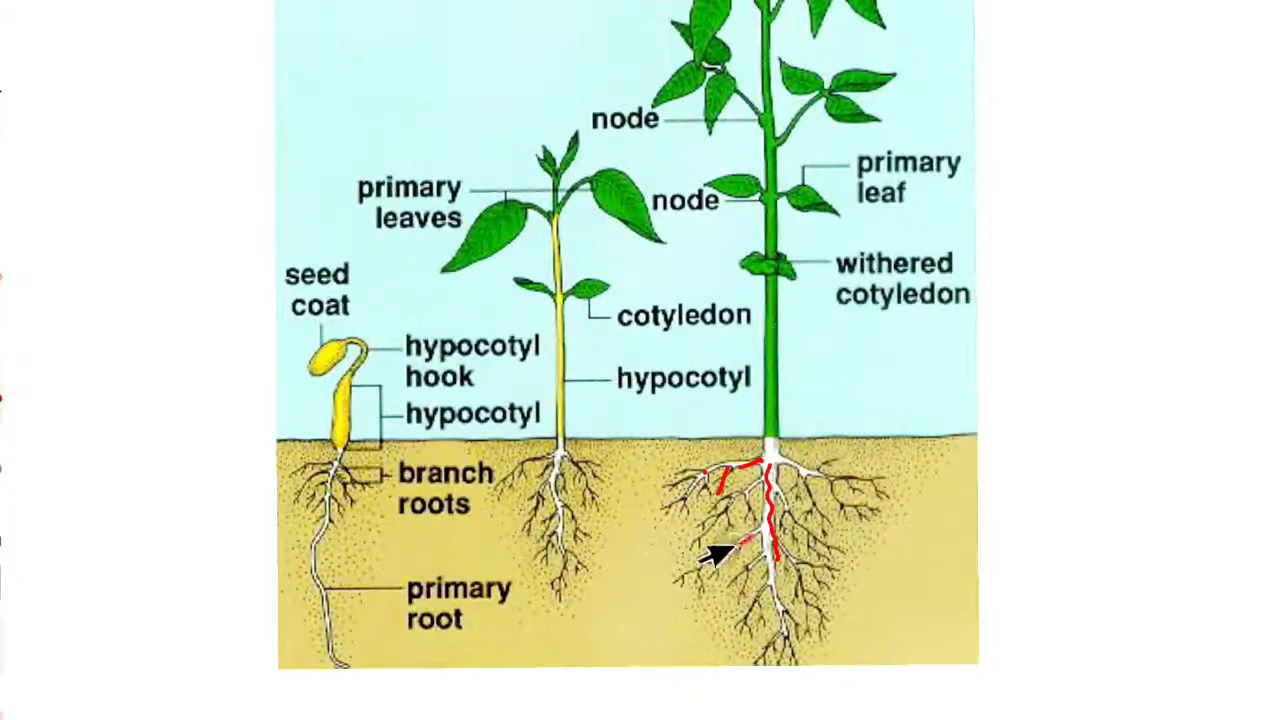 node
primary
leaf
primary
leaves
node
withered
cotyledon
seed
coat
cotyledon
hypocotyl
hook
hypocotyl
hypocotyl
branch
roots
primary
root